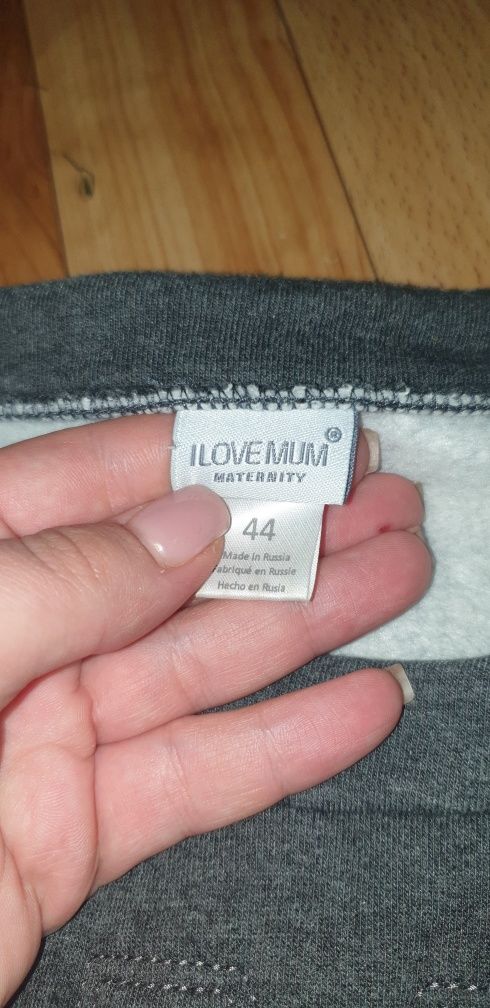 ILOVEMUM®
MATERNITY
44
Made in Russia
Fabriqué en Russie
Hecho en Rusia